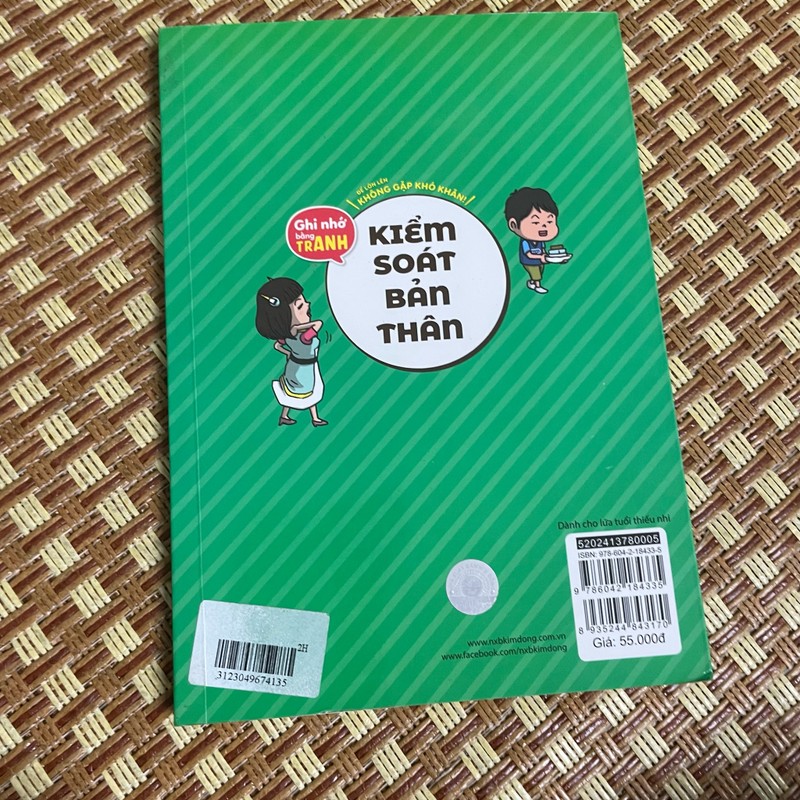 ĐỂ LỚN LÊN
KHÔNG GẶP KHÓ KHĂN!
Ghi nhớ
bằng
TRANH
KIỂM
SOÁT
BẢN
THÂN
Dành cho lứa tuổi thiếu nhi
5202413780005
ISBN: 978-604-2-18433-5
9 786042 184335
8 935244 843170
Giá: 55.000đ
www.nxbkimdong.com.vn
www.facebook.com/nxbkimdong
2H
3123049674135